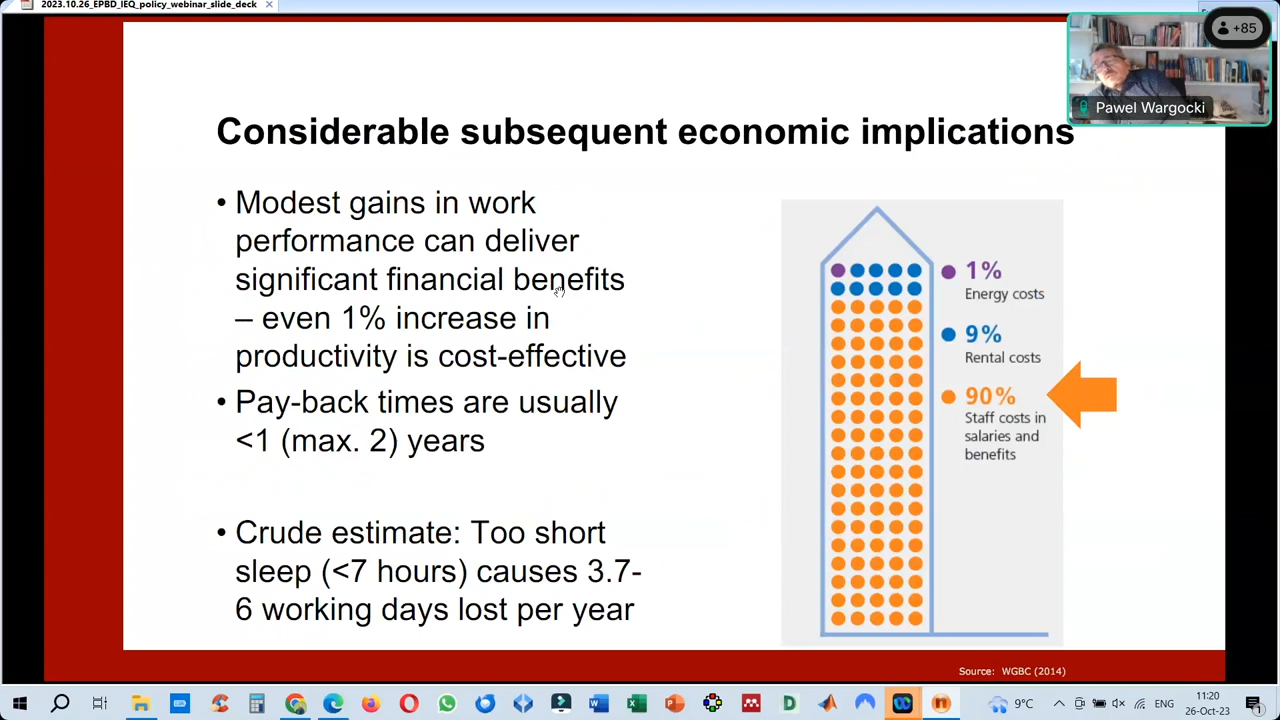 2023.10.26_EPBD_IEQ_policy_webinar_slide_deck
+85
Pawel Wargocki
Considerable subsequent economic implications
• Modest gains in work
performance can deliver
significant financial benefits
– even 1% increase in
productivity is cost-effective
• Pay-back times are usually
<1 (max. 2) years
• Crude estimate: Too short
sleep (<7 hours) causes 3.7-
6 working days lost per year
1%
Energy costs
9%
Rental costs
90%
Staff costs in
salaries and
benefits
Source: WGBC (2014)
9°C
ENG
11:20
26-Oct-23